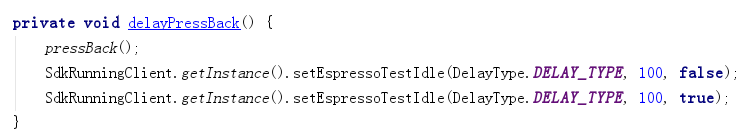 private void delayPressBack() {
pressBack();
SdkRunningClient.getInstance().setEspressoTestIdle(DelayType.DELAY_TYPE, 100, false);
SdkRunningClient.getInstance().setEspressoTestIdle(DelayType.DELAY_TYPE, 100, true);
}